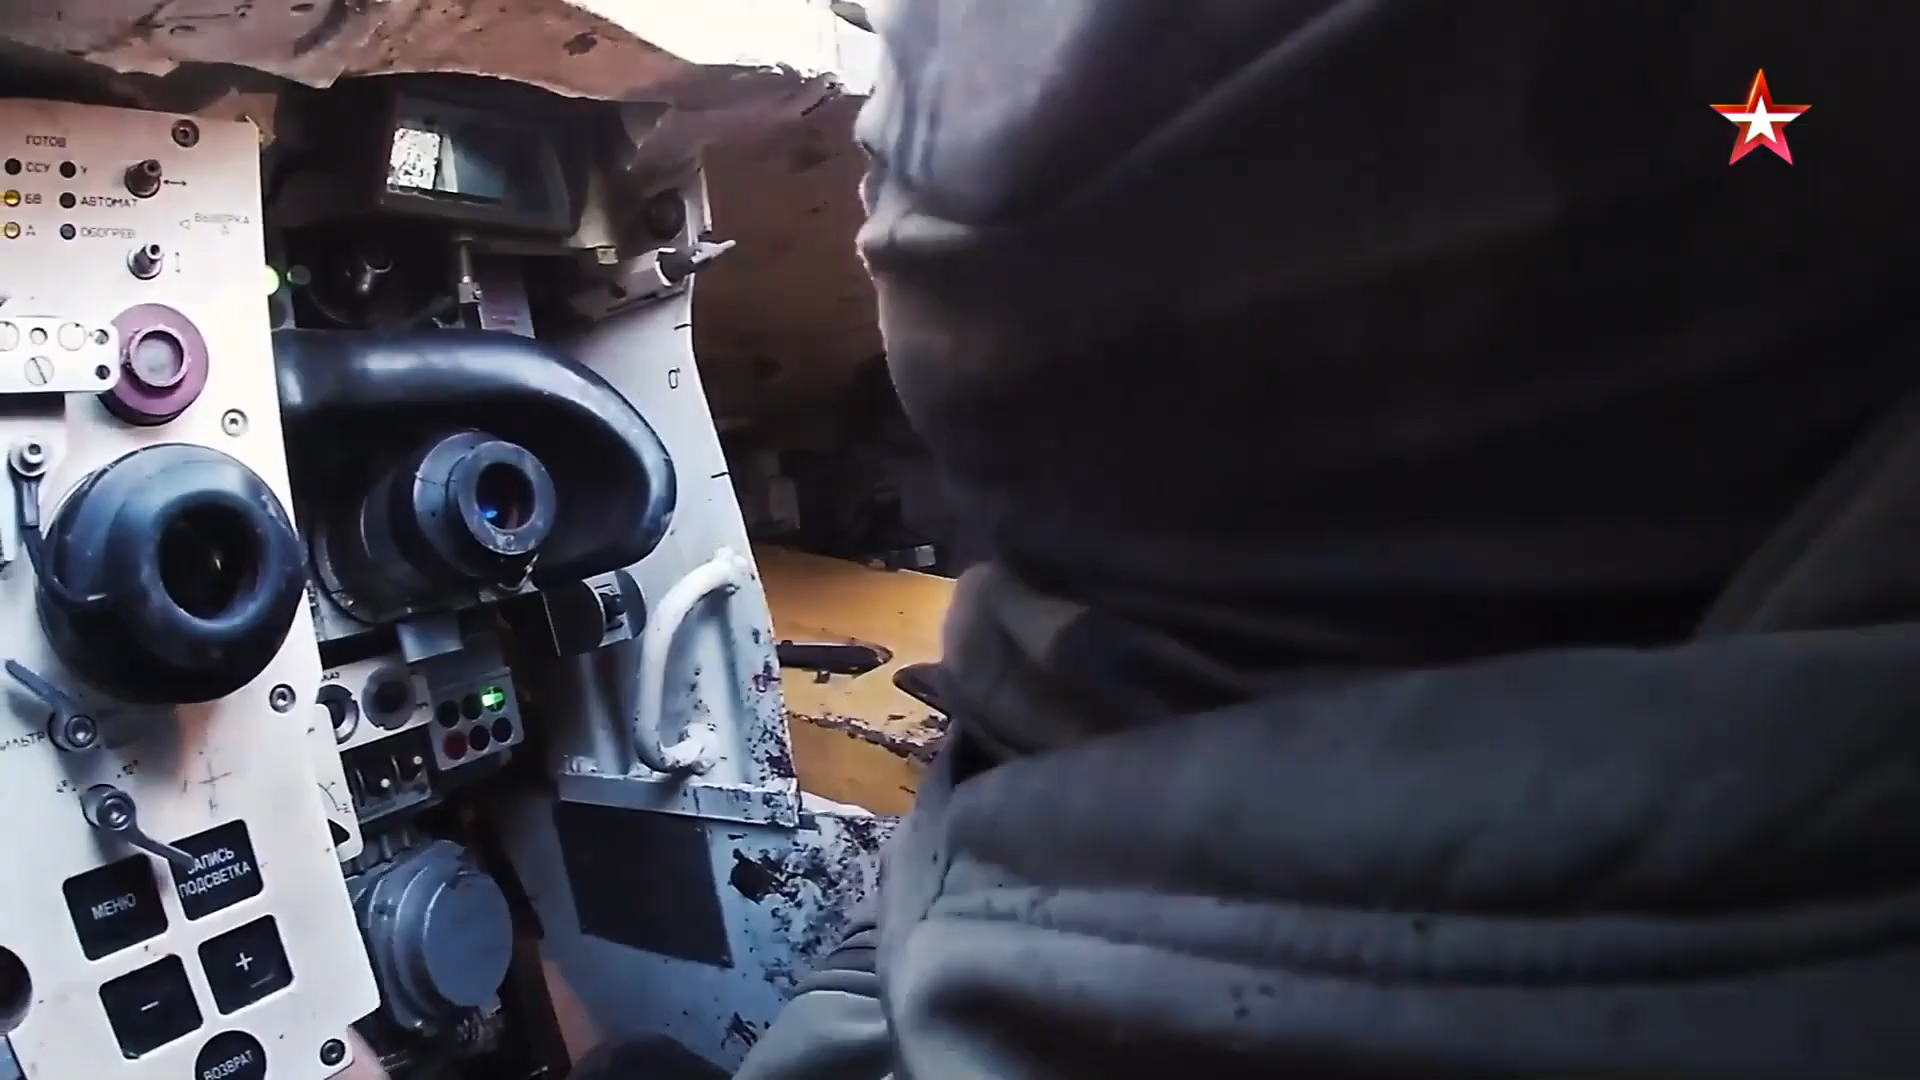 ГОТОВ
ССУ У
БВ АВТОМАТ
Д ОБОГРЕВ
ВЫВЕРКА
0°
ЗАПИСЬ
ПОДСВЕТКА
МЕНЮ
+
-
ВОЗВРАТ